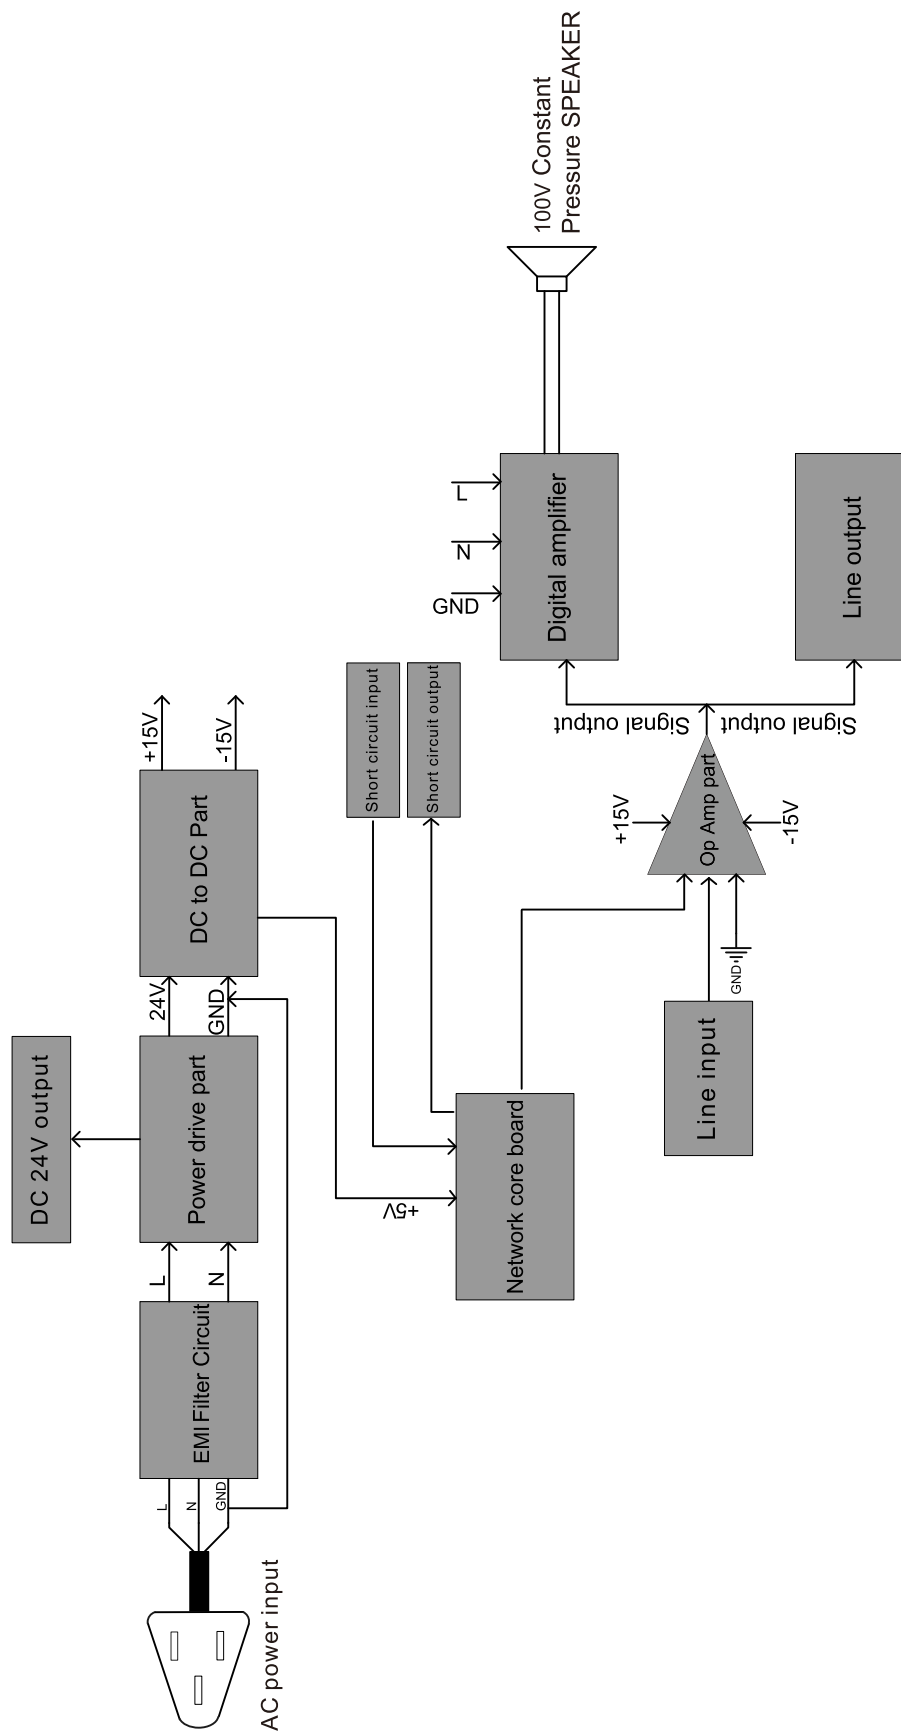 AC power input
L
N
GND
EMI Filter Circuit
L
N
Power drive part
DC 24V output
24V
GND
DC to DC Part
+15V
-15V
+5V
Network core board
Short circuit input
Short circuit output
Line input
GND
Op Amp part
+15V
-15V
Signal output
Signal output
GND
N
L
Digital amplifier
Line output
100V Constant
Pressure SPEAKER